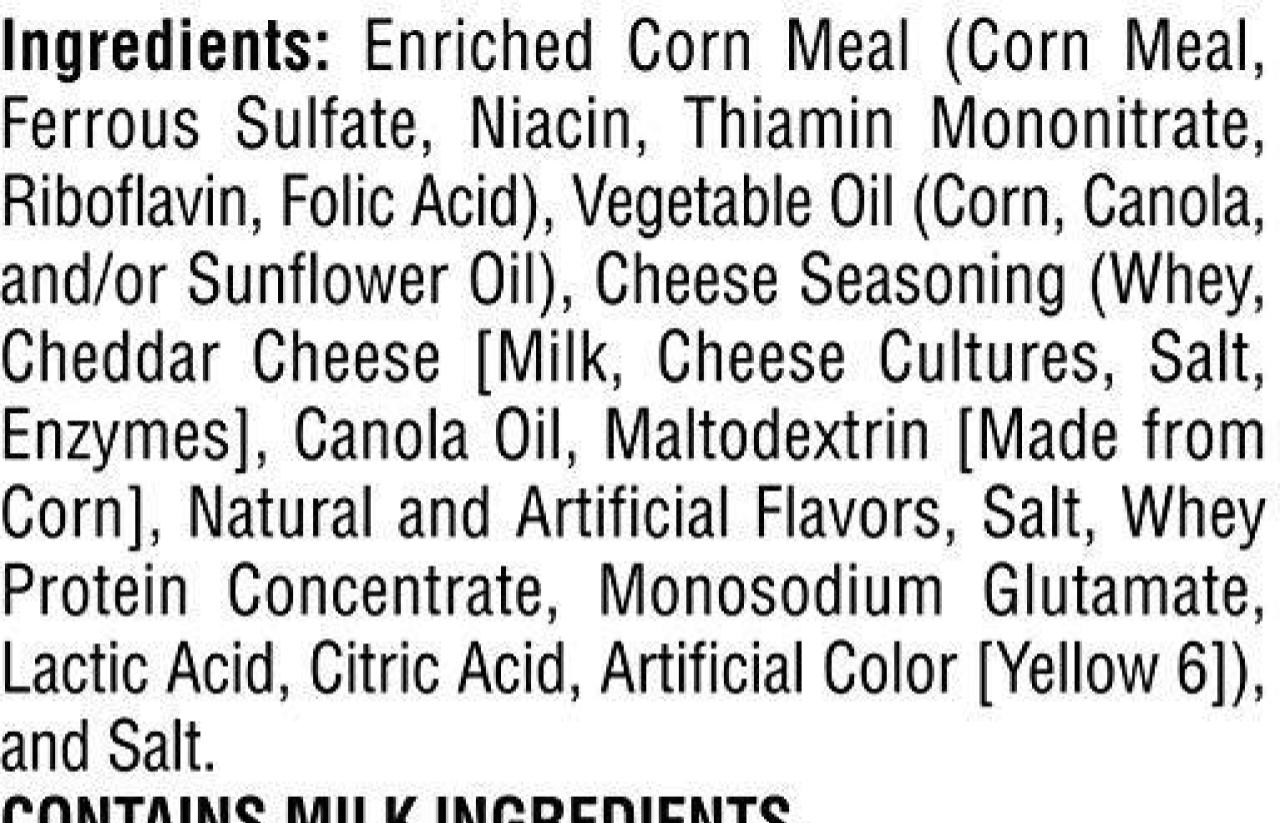 Ingredients: Enriched Corn Meal (Corn Meal,
Ferrous Sulfate, Niacin, Thiamin Mononitrate,
Riboflavin, Folic Acid), Vegetable Oil (Corn, Canola,
and/or Sunflower Oil), Cheese Seasoning (Whey,
Cheddar Cheese [Milk, Cheese Cultures, Salt,
Enzymes], Canola Oil, Maltodextrin [Made from
Corn], Natural and Artificial Flavors, Salt, Whey
Protein Concentrate, Monosodium Glutamate,
Lactic Acid, Citric Acid, Artificial Color [Yellow 6]),
and Salt.
CONTAINS MILK INGREDIENTS.